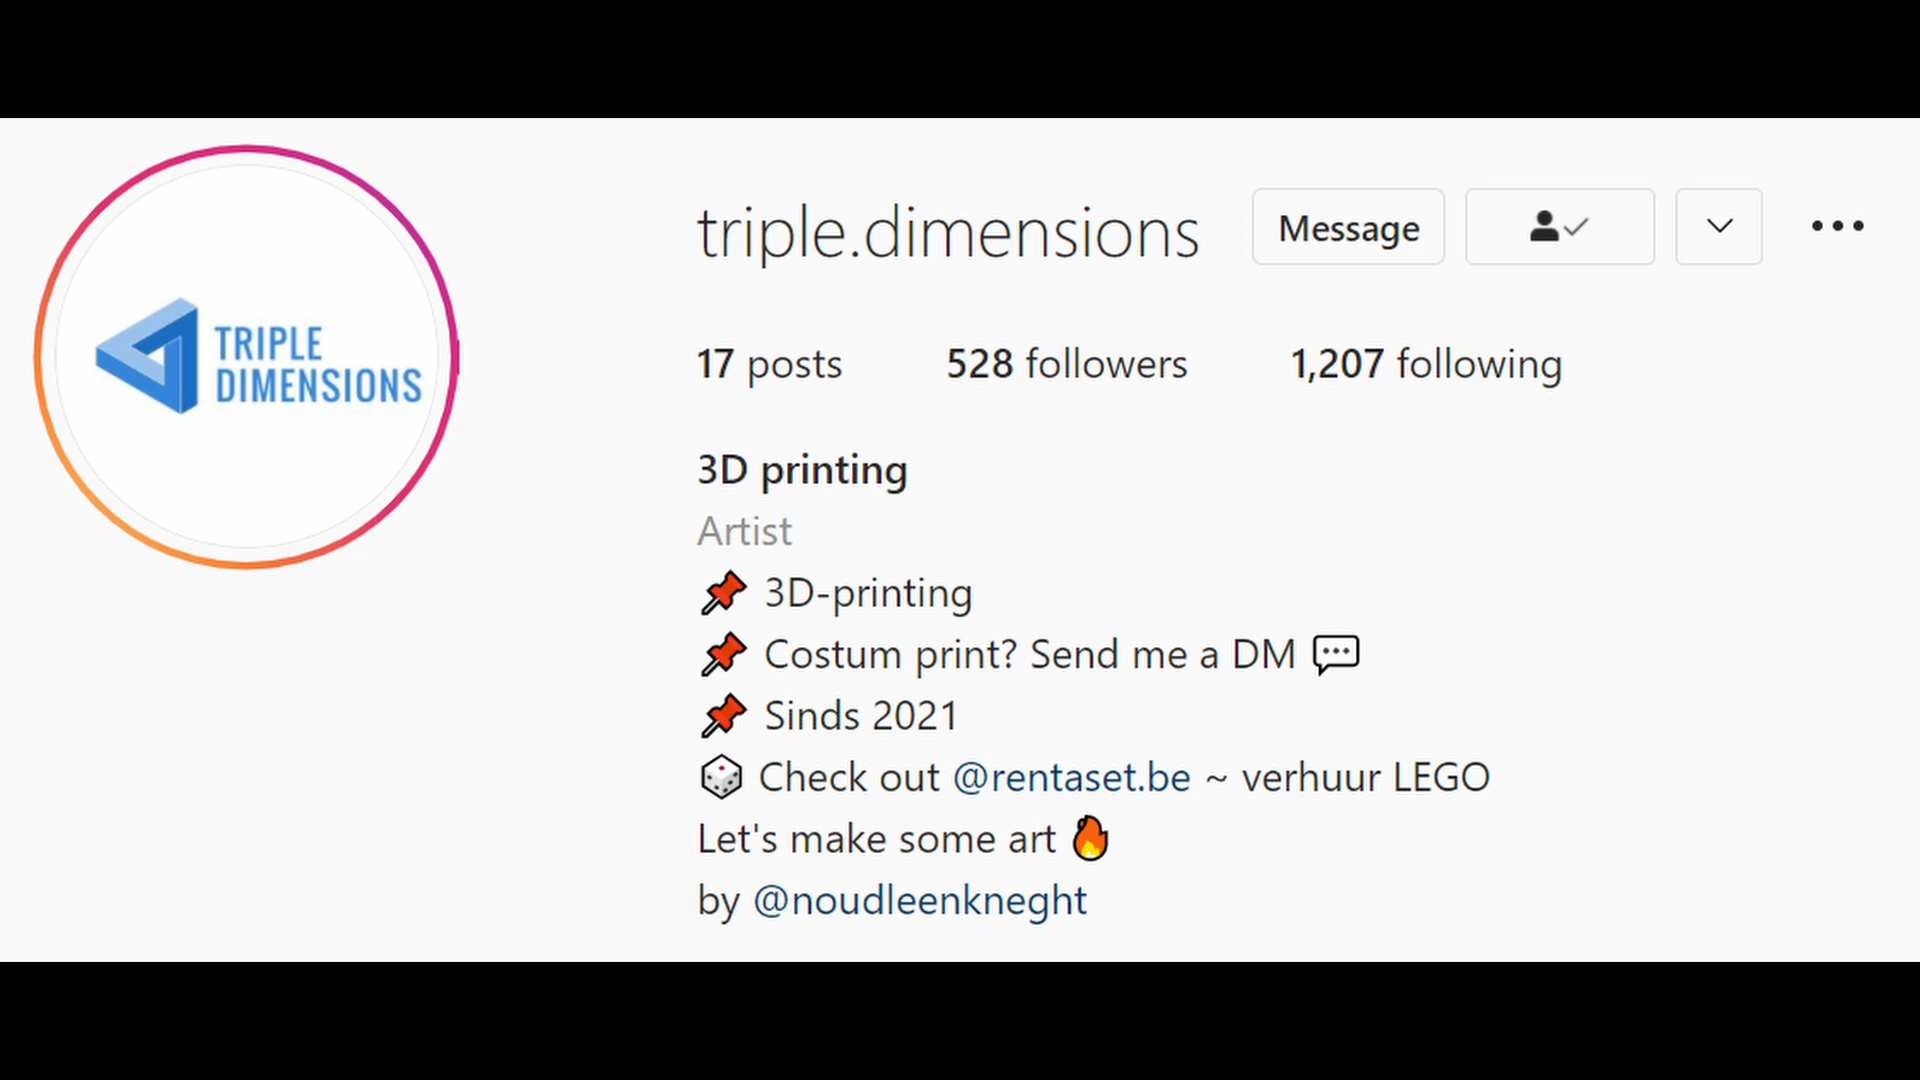 TRIPLE
DIMENSIONS
triple.dimensions Message
17 posts 528 followers 1,207 following
3D printing
Artist
📌 3D-printing
📌 Costum print? Send me a DM 💬
📌 Sinds 2021
🎲 Check out @rentaset.be ~ verhuur LEGO
Let's make some art 🔥
by @noudleenkneght